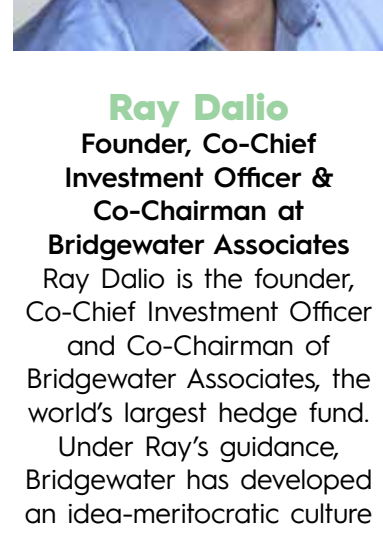 Ray Dalio
Founder, Co-Chief
Investment Officer &
Co-Chairman at
Bridgewater Associates
Ray Dalio is the founder,
Co-Chief Investment Officer
and Co-Chairman of
Bridgewater Associates, the
world’s largest hedge fund.
Under Ray’s guidance,
Bridgewater has developed
an idea-meritocratic culture